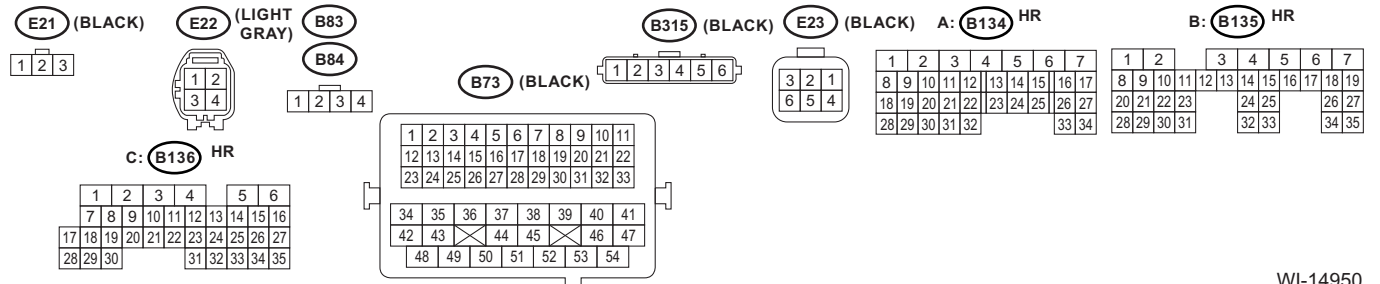 E21 (BLACK)
1 2 3
E22 (LIGHT GRAY)
1 2
3 4
B83
B84
1 2 3 4
B73 (BLACK)
1 2 3 4 5 6 7 8 9 10 11
12 13 14 15 16 17 18 19 20 21 22
23 24 25 26 27 28 29 30 31 32 33
34 35 36 37 38 39 40 41
42 43 44 45 46 47
48 49 50 51 52 53 54
B315 (BLACK)
1 2 3 4 5 6
E23 (BLACK)
3 2 1
6 5 4
A: B134 HR
1 2 3 4 5 6 7
8 9 10 11 12 13 14 15 16 17
18 19 20 21 22 23 24 25 26 27
28 29 30 31 32 33 34
B: B135 HR
1 2 3 4 5 6 7
8 9 10 11 12 13 14 15 16 17 18 19
20 21 22 23 24 25 26 27
28 29 30 31 32 33 34 35
C: B136 HR
1 2 3 4 5 6
7 8 9 10 11 12 13 14 15 16
17 18 19 20 21 22 23 24 25 26 27
28 29 30 31 32 33 34 35
WI-14950